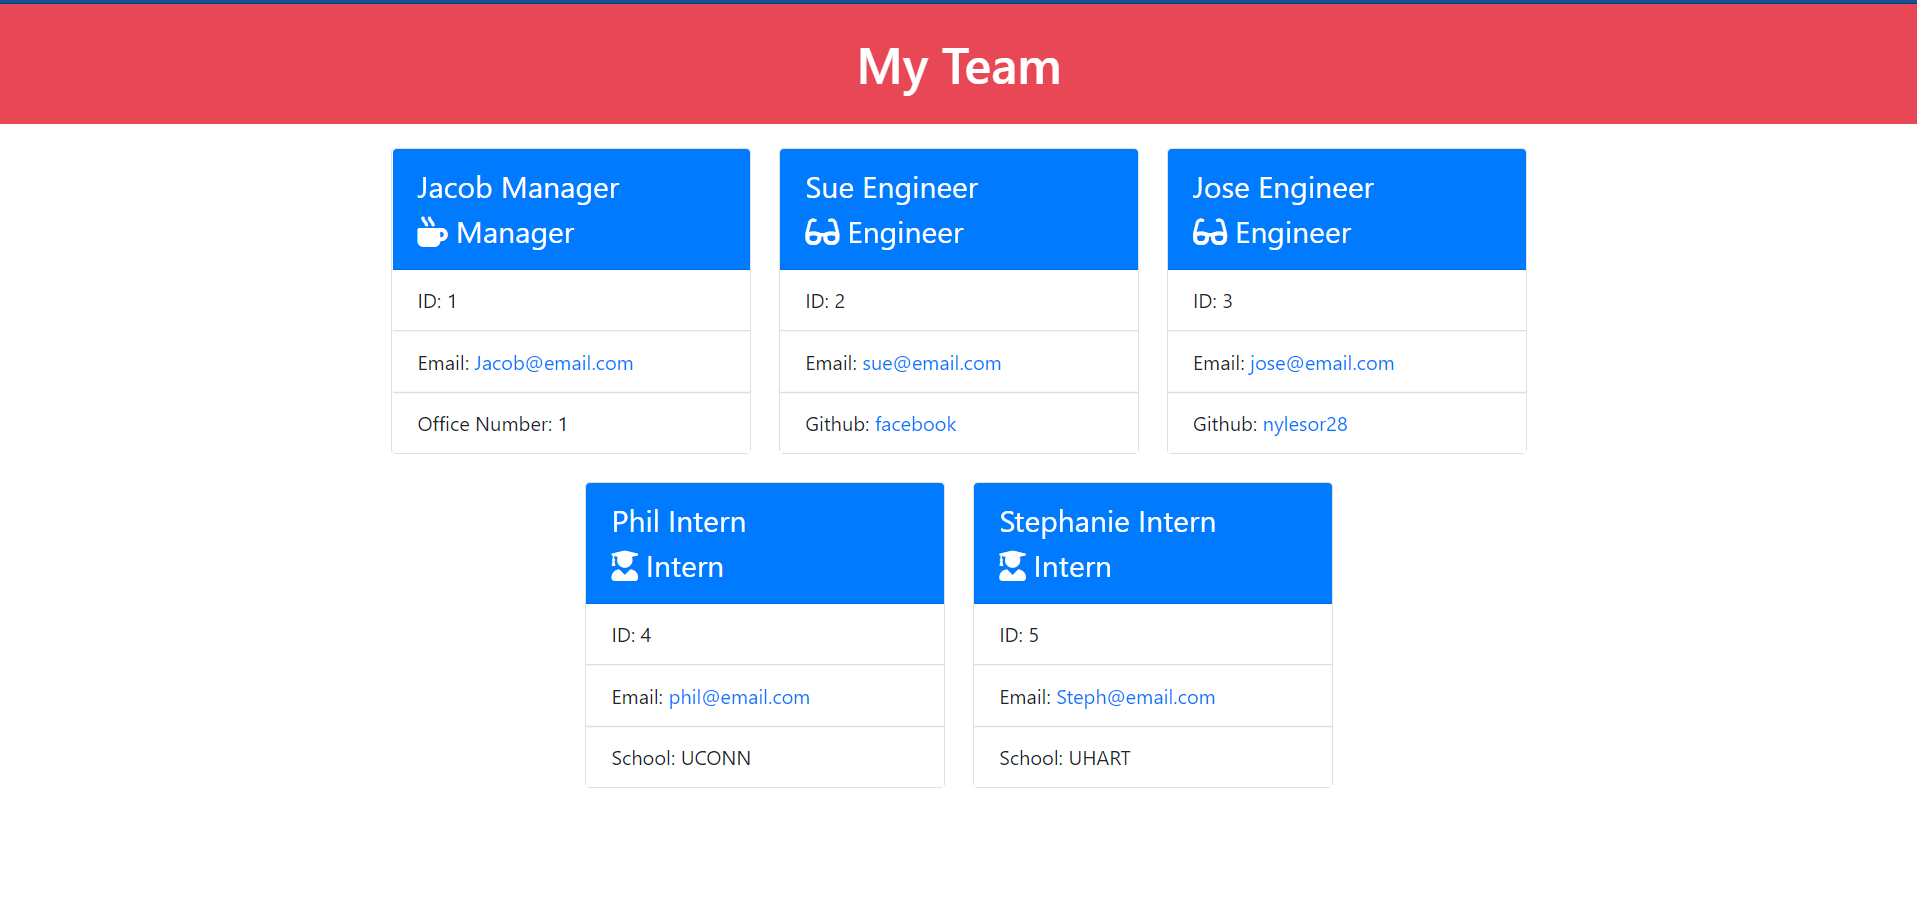 My Team
Jacob Manager
Manager
ID: 1
Email: Jacob@email.com
Office Number: 1
Sue Engineer
Engineer
ID: 2
Email: sue@email.com
Github: facebook
Jose Engineer
Engineer
ID: 3
Email: jose@email.com
Github: nylesor28
Phil Intern
Intern
ID: 4
Email: phil@email.com
School: UCONN
Stephanie Intern
Intern
ID: 5
Email: Steph@email.com
School: UHART